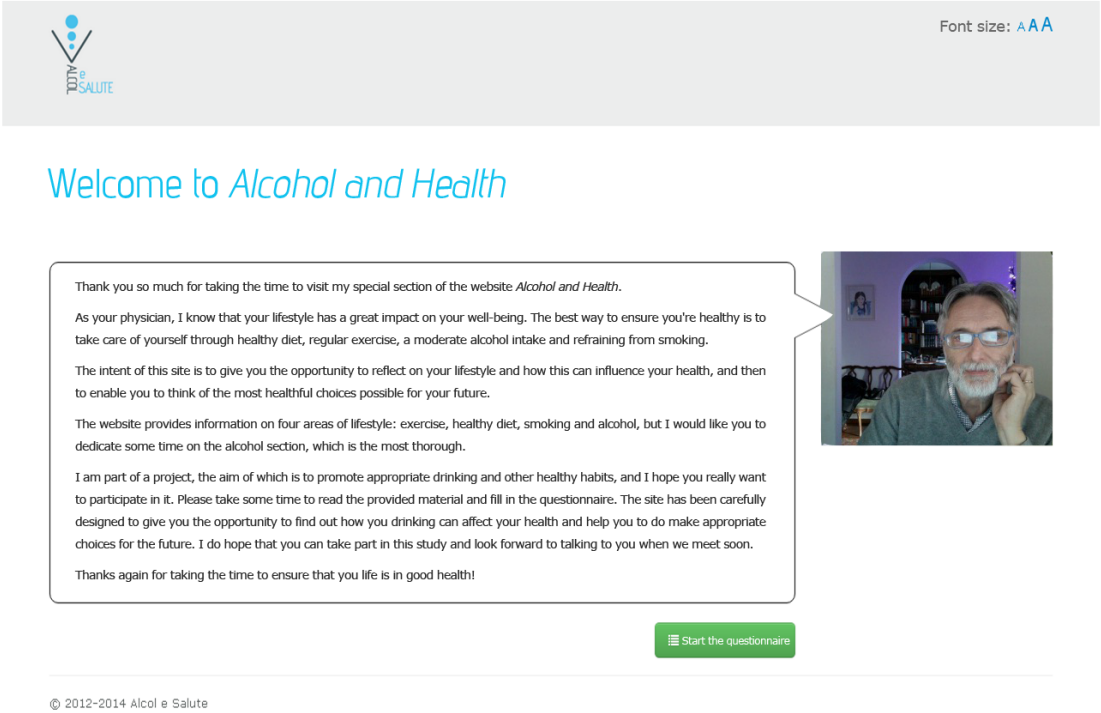 Font size: A A A
ALCOL
e
SALUTE
Welcome to Alcohol and Health
Thank you so much for taking the time to visit my special section of the website Alcohol and Health.
As your physician, I know that your lifestyle has a great impact on your well-being. The best way to ensure you're healthy is to
take care of yourself through healthy diet, regular exercise, a moderate alcohol intake and refraining from smoking.
The intent of this site is to give you the opportunity to reflect on your lifestyle and how this can influence your health, and then
to enable you to think of the most healthful choices possible for your future.
The website provides information on four areas of lifestyle: exercise, healthy diet, smoking and alcohol, but I would like you to
dedicate some time on the alcohol section, which is the most thorough.
I am part of a project, the aim of which is to promote appropriate drinking and other healthy habits, and I hope you really want
to participate in it. Please take some time to read the provided material and fill in the questionnaire. The site has been carefully
designed to give you the opportunity to find out how you drinking can affect your health and help you to do make appropriate
choices for the future. I do hope that you can take part in this study and look forward to talking to you when we meet soon.
Thanks again for taking the time to ensure that you life is in good health!
Start the questionnaire
© 2012-2014 Alcol e Salute